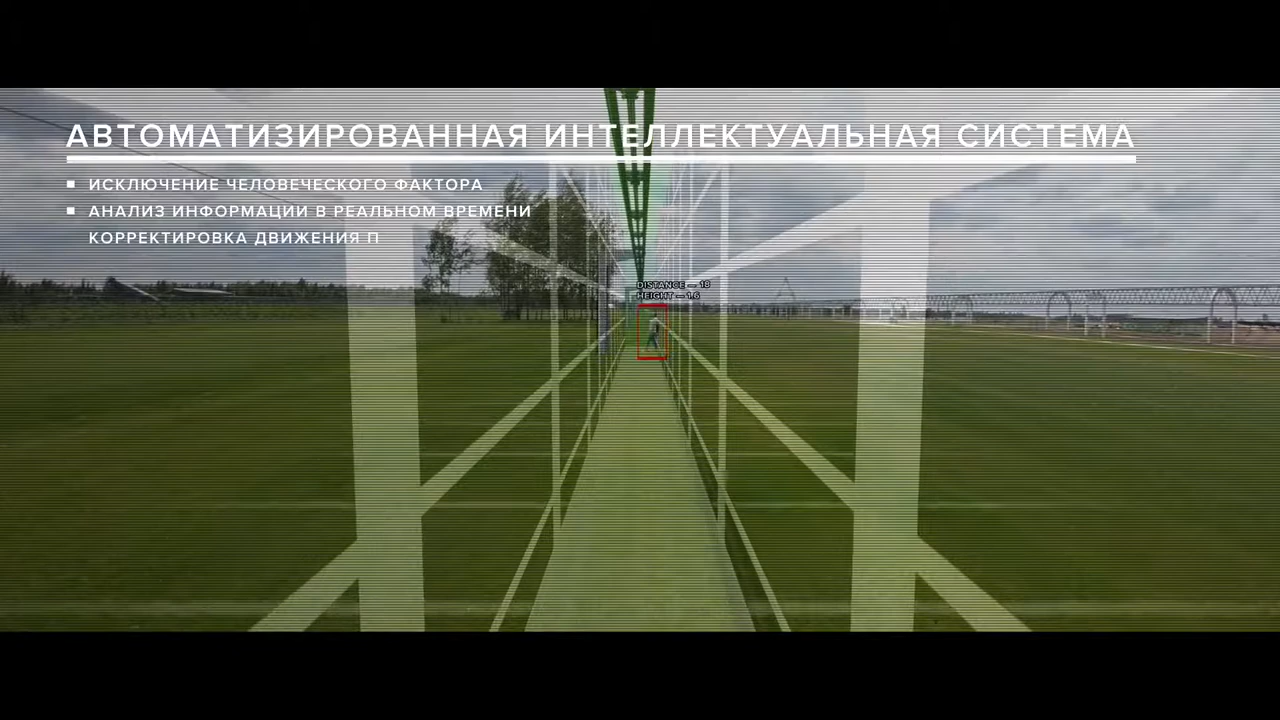 АВТОМАТИЗИРОВАННАЯ ИНТЕЛЛЕКТУАЛЬНАЯ СИСТЕМА
ИСКЛЮЧЕНИЕ ЧЕЛОВЕЧЕСКОГО ФАКТОРА
АНАЛИЗ ИНФОРМАЦИИ В РЕАЛЬНОМ ВРЕМЕНИ
КОРРЕКТИРОВКА ДВИЖЕНИЯ П
DISTANCE — 18
HEIGHT — 1.6